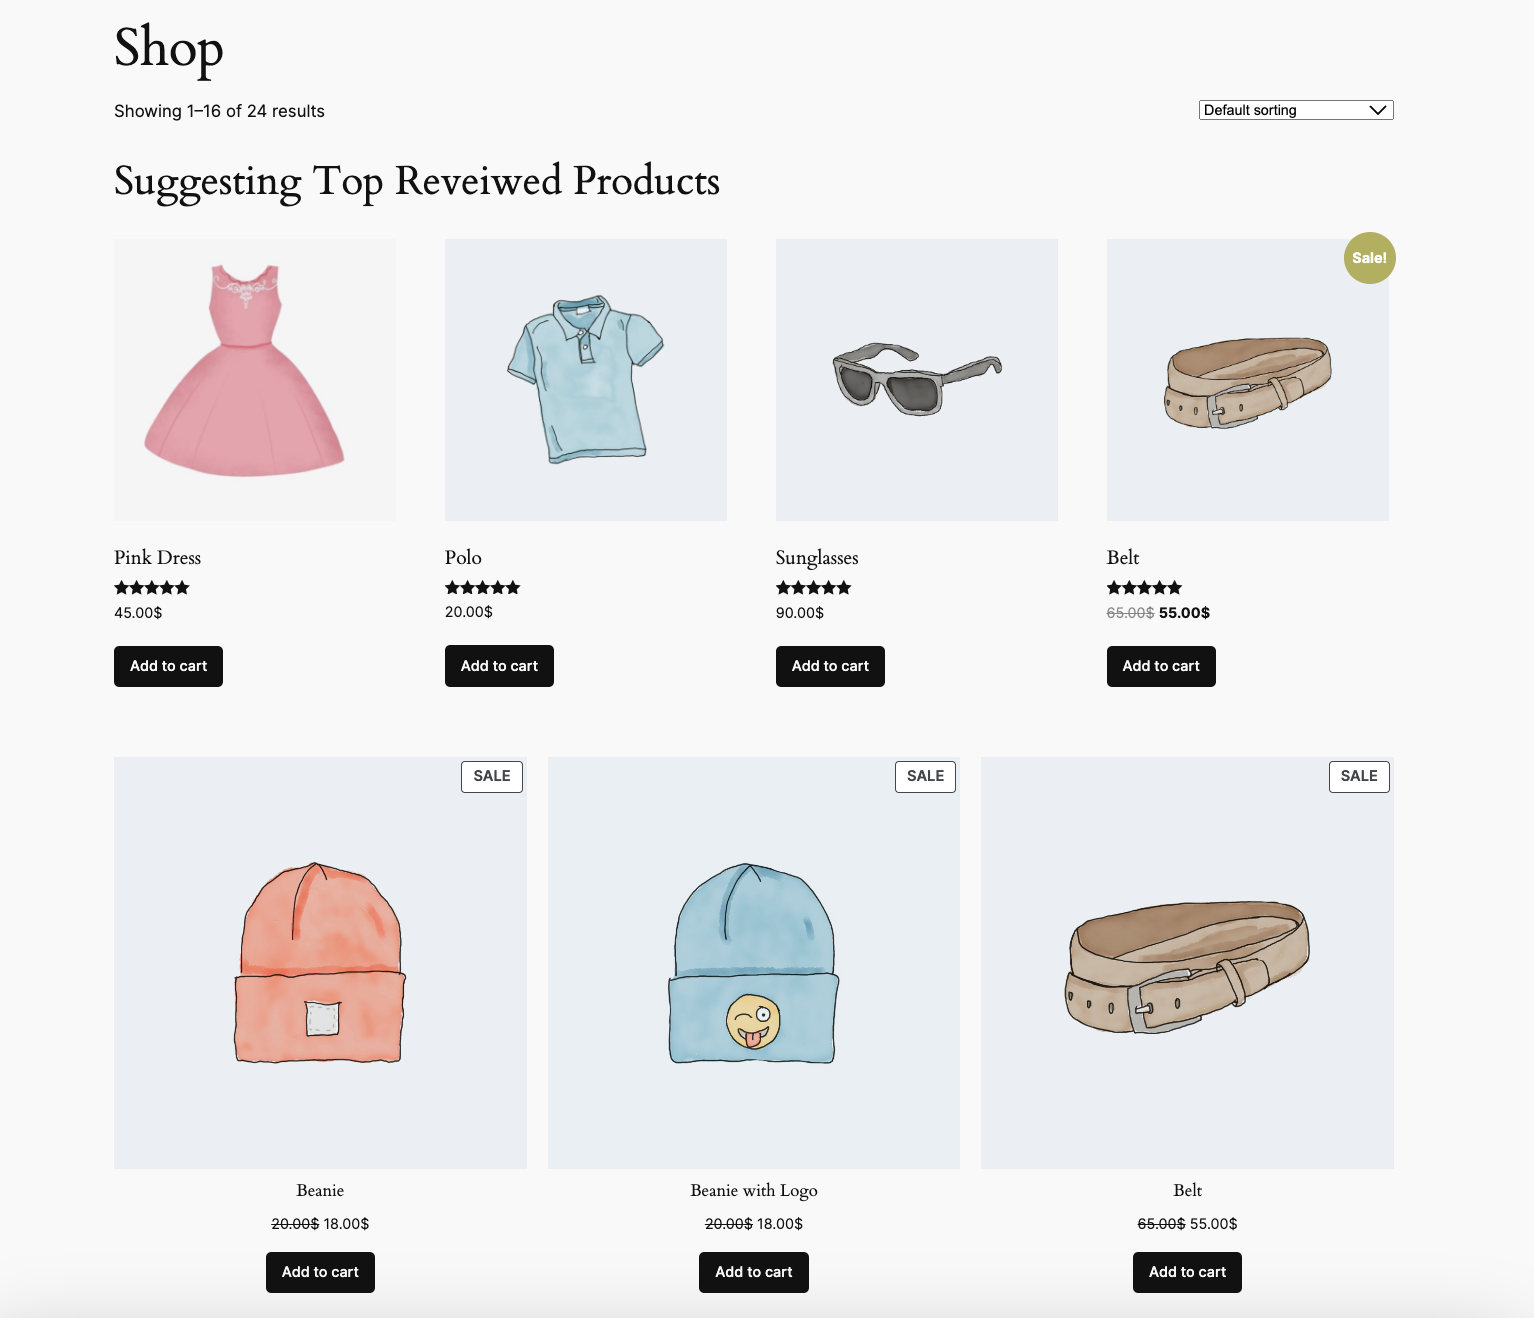 Shop
Showing 1–16 of 24 results
Default sorting
Suggesting Top Reveiwed Products
Sale!
Pink Dress
Polo
Sunglasses
Belt
45.00$
20.00$
90.00$
65.00$ 55.00$
Add to cart
Add to cart
Add to cart
Add to cart
SALE
SALE
SALE
Beanie
Beanie with Logo
Belt
20.00$ 18.00$
20.00$ 18.00$
65.00$ 55.00$
Add to cart
Add to cart
Add to cart